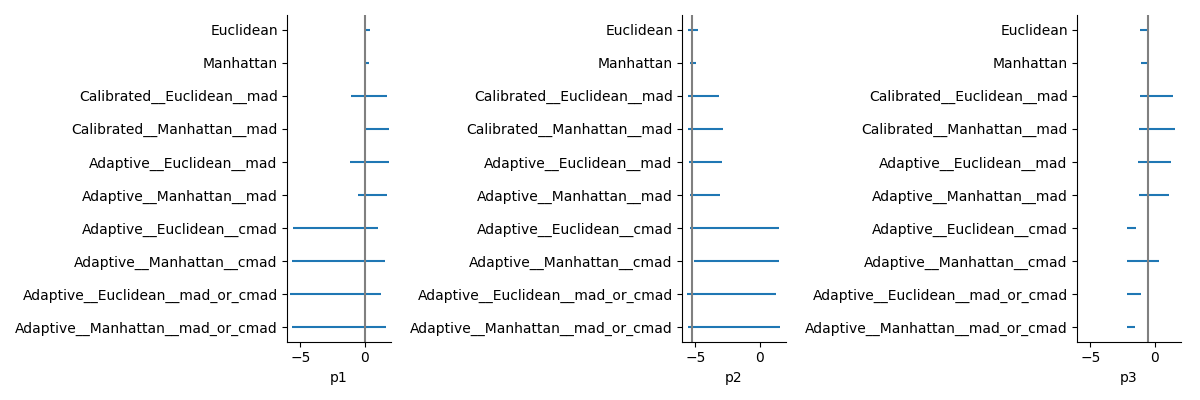 Euclidean
Manhattan
Calibrated__Euclidean__mad
Calibrated__Manhattan__mad
Adaptive__Euclidean__mad
Adaptive__Manhattan__mad
Adaptive__Euclidean__cmad
Adaptive__Manhattan__cmad
Adaptive__Euclidean__mad_or_cmad
Adaptive__Manhattan__mad_or_cmad
−5 0
p1
Euclidean
Manhattan
Calibrated__Euclidean__mad
Calibrated__Manhattan__mad
Adaptive__Euclidean__mad
Adaptive__Manhattan__mad
Adaptive__Euclidean__cmad
Adaptive__Manhattan__cmad
Adaptive__Euclidean__mad_or_cmad
Adaptive__Manhattan__mad_or_cmad
−5 0
p2
Euclidean
Manhattan
Calibrated__Euclidean__mad
Calibrated__Manhattan__mad
Adaptive__Euclidean__mad
Adaptive__Manhattan__mad
Adaptive__Euclidean__cmad
Adaptive__Manhattan__cmad
Adaptive__Euclidean__mad_or_cmad
Adaptive__Manhattan__mad_or_cmad
−5 0
p3